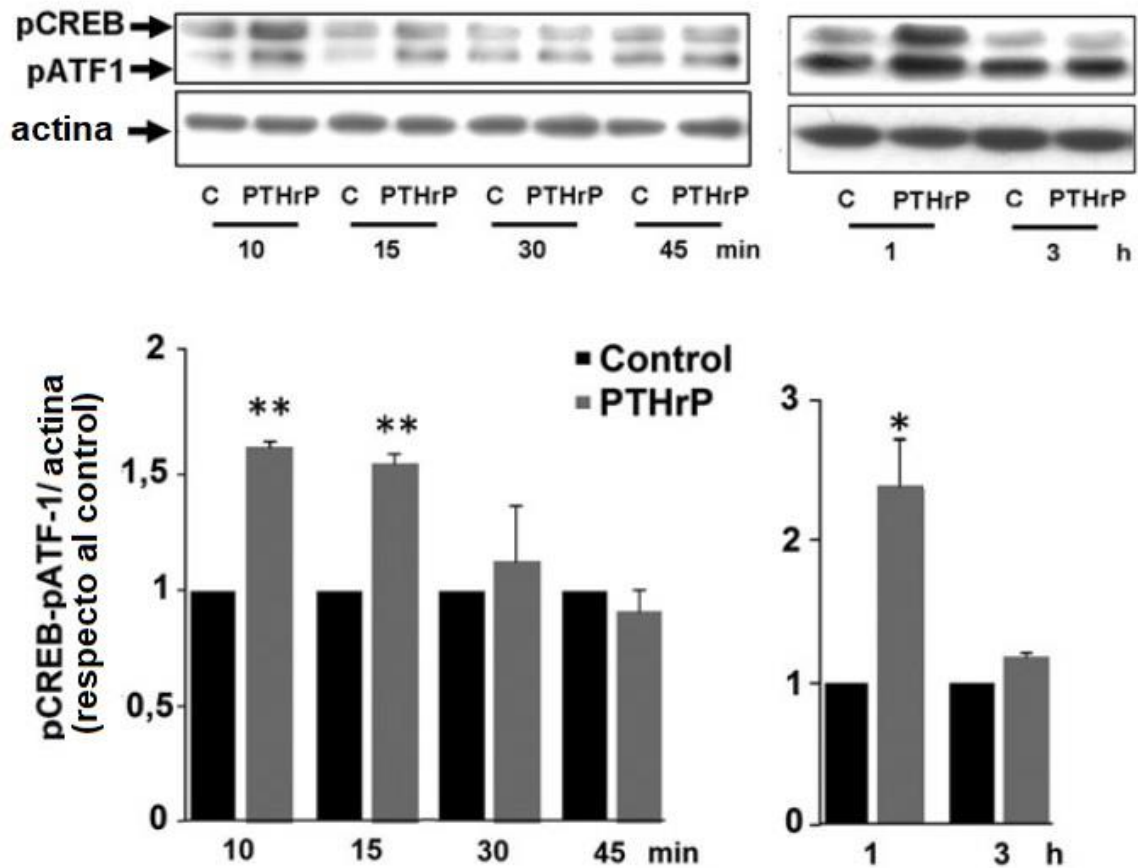 pCREB
pATF1
actina
C PTHrP C PTHrP C PTHrP C PTHrP
10 15 30 45 min
C PTHrP C PTHrP
1 3 h
pCREB-pATF-1/ actina
(respecto al control)
2
1,5
1
0,5
0
** **
Control
PTHrP
10 15 30 45 min
3
2
1
0
*
1 3 h